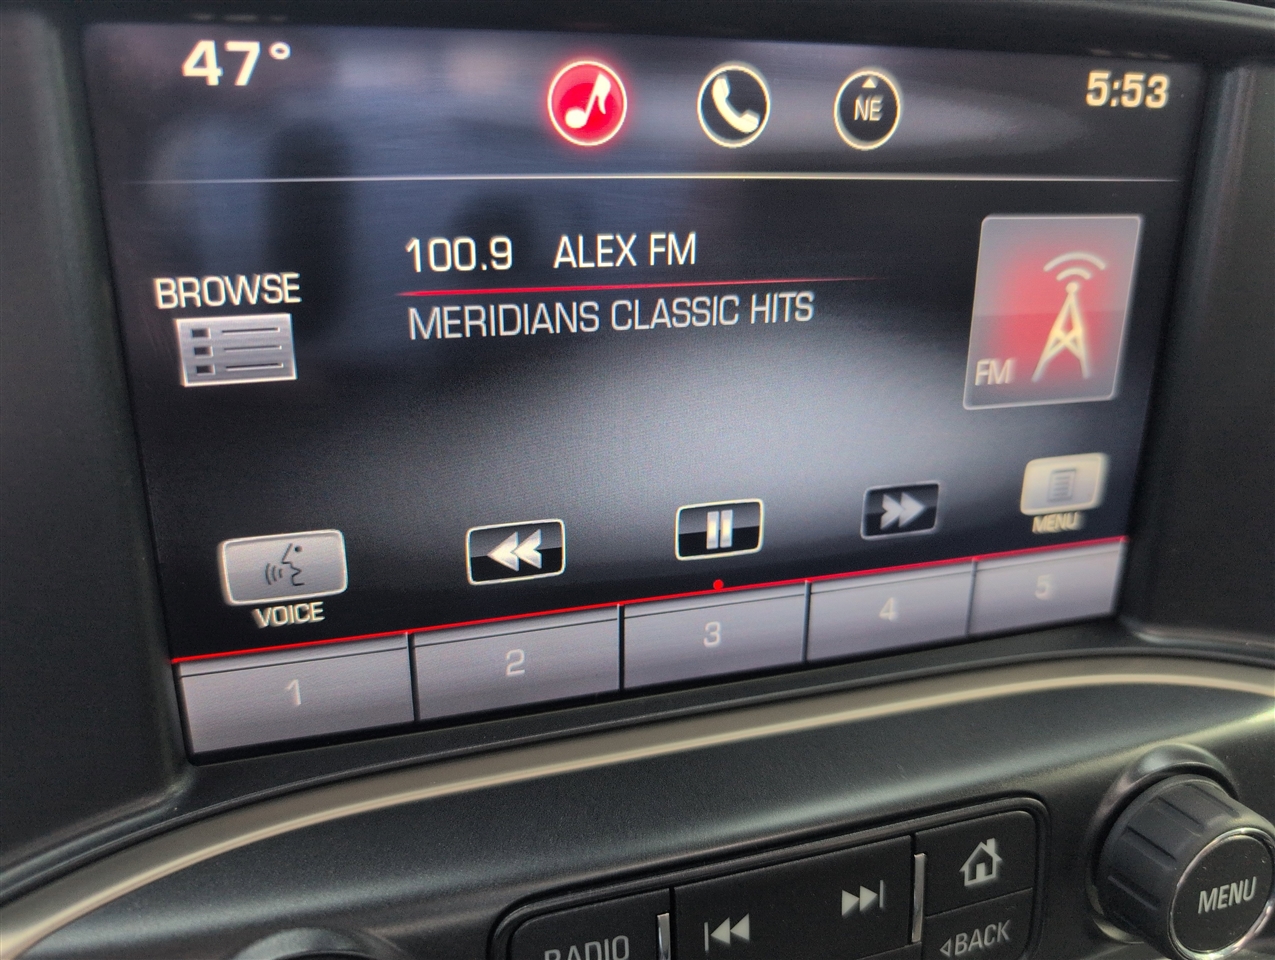 47°
NE
5:53
100.9 ALEX FM
BROWSE
MERIDIANS CLASSIC HITS
FM
MENU
VOICE
1 2 3 4 5
MENU
RADIO
BACK